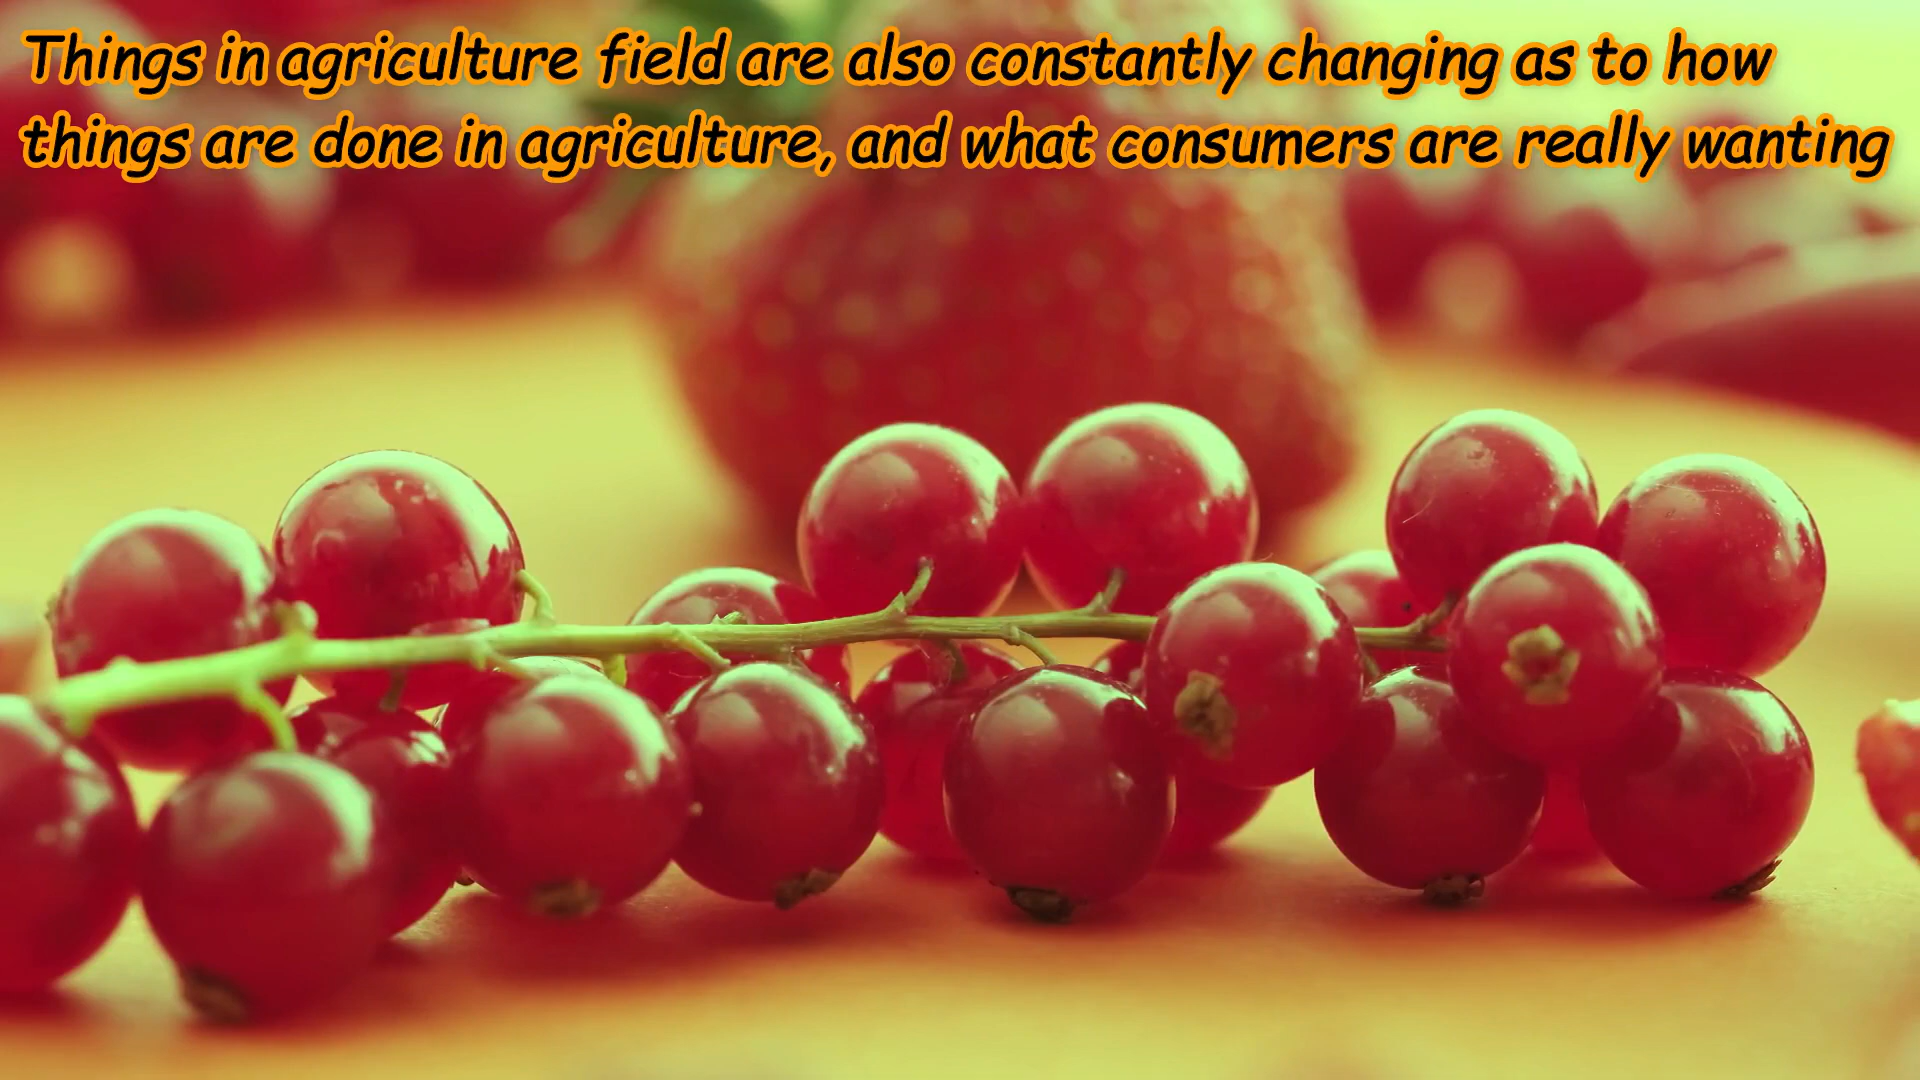 Things in agriculture field are also constantly changing as to how
things are done in agriculture, and what consumers are really wanting